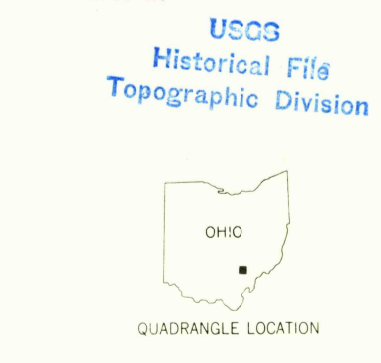 USGS
Historical File
Topographic Division
OHIO
QUADRANGLE LOCATION